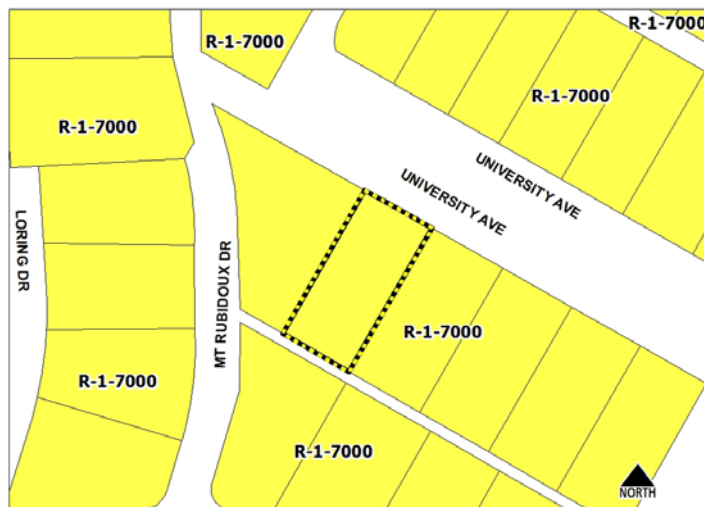 R-1-7000
R-1-7000
R-1-7000
R-1-7000
UNIVERSITY AVE
UNIVERSITY AVE
LORING DR
MT RUBIDOUX DR
R-1-7000
R-1-7000
R-1-7000
NORTH